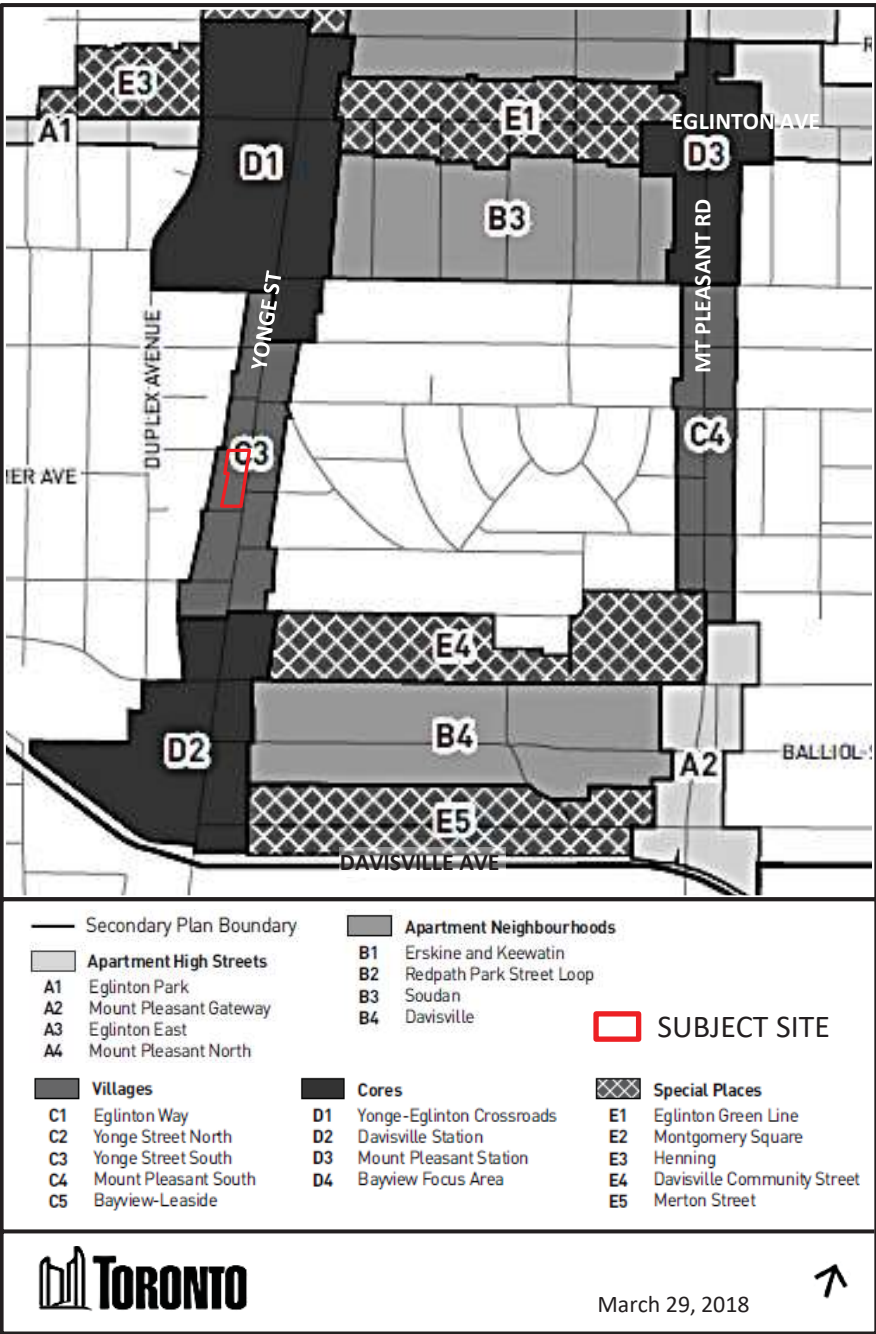 R
E3
E1
EGLINTON AVE
A1
D1
D3
B3
MT PLEASANT RD
YONGE ST
DUPLEX AVENUE
C4
C3
IER AVE
E4
B4
D2
A2
BALLIOL-S
E5
DAVISVILLE AVE
Secondary Plan Boundary
Apartment High Streets
A1 Eglinton Park
A2 Mount Pleasant Gateway
A3 Eglinton East
A4 Mount Pleasant North
Apartment Neighbourhoods
B1 Erskine and Keewatin
B2 Redpath Park Street Loop
B3 Soudan
B4 Davisville
SUBJECT SITE
Villages
C1 Eglinton Way
C2 Yonge Street North
C3 Yonge Street South
C4 Mount Pleasant South
C5 Bayview-Leaside
Cores
D1 Yonge-Eglinton Crossroads
D2 Davisville Station
D3 Mount Pleasant Station
D4 Bayview Focus Area
Special Places
E1 Eglinton Green Line
E2 Montgomery Square
E3 Henning
E4 Davisville Community Street
E5 Merton Street
TORONTO
March 29, 2018